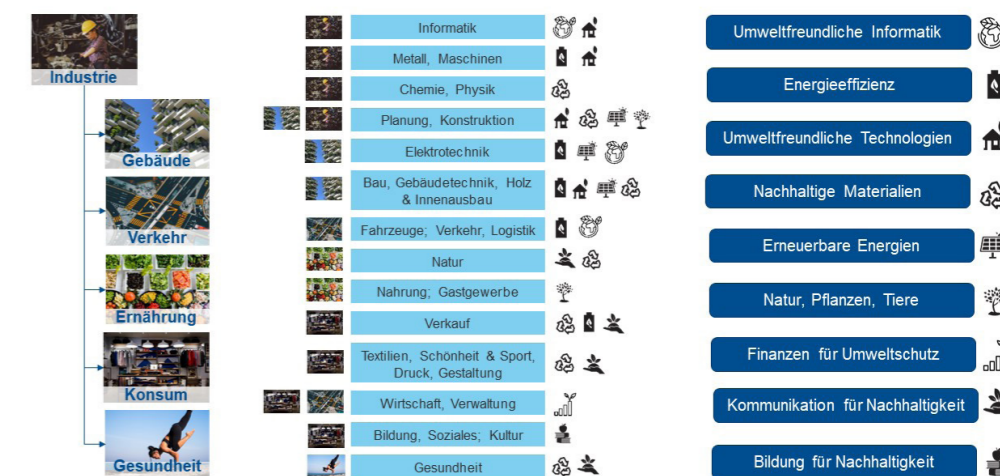 Industrie
Gebäude
Verkehr
Ernährung
Konsum
Gesundheit
Informatik
Metall, Maschinen
Chemie, Physik
Planung, Konstruktion
Elektrotechnik
Bau, Gebäudetechnik, Holz
& Innenausbau
Fahrzeuge; Verkehr, Logistik
Natur
Nahrung; Gastgewerbe
Verkauf
Textilien, Schönheit & Sport,
Druck, Gestaltung
Wirtschaft, Verwaltung
Bildung, Soziales; Kultur
Gesundheit
Umweltfreundliche Informatik
Energieeffizienz
Umweltfreundliche Technologien
Nachhaltige Materialien
Erneuerbare Energien
Natur, Pflanzen, Tiere
Finanzen für Umweltschutz
Kommunikation für Nachhaltigkeit
Bildung für Nachhaltigkeit